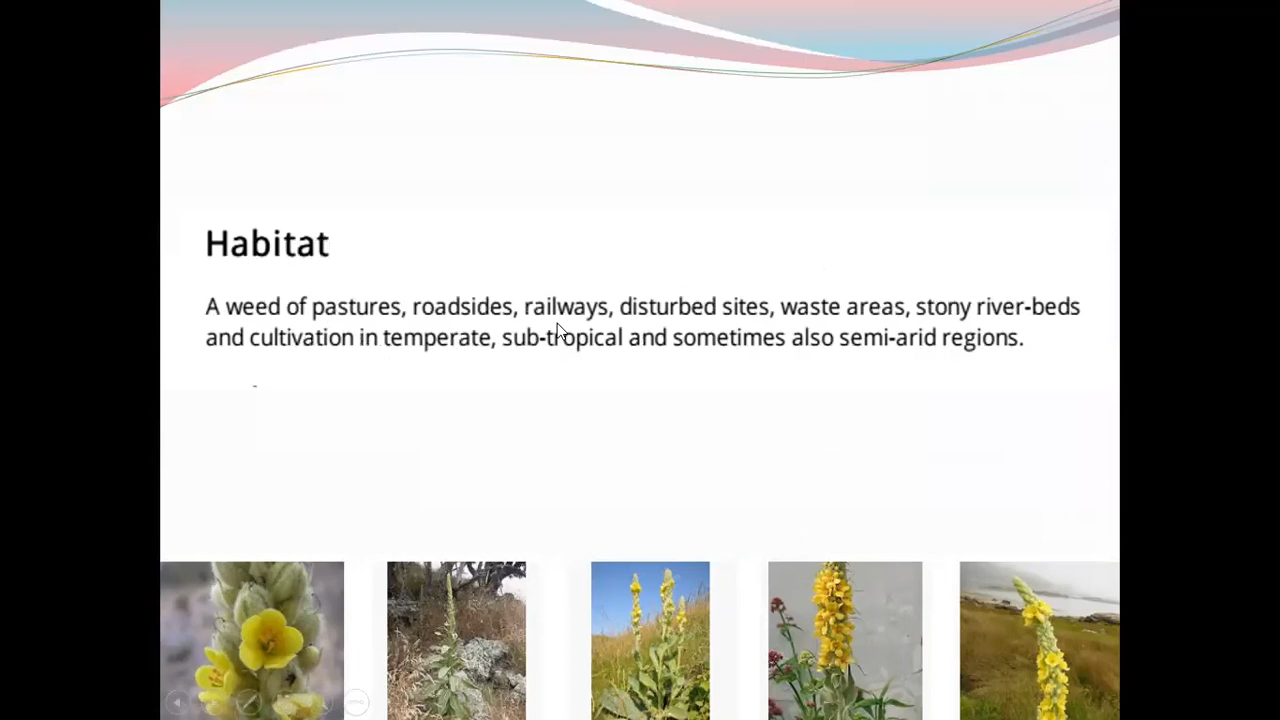 Habitat
A weed of pastures, roadsides, railways, disturbed sites, waste areas, stony river-beds
and cultivation in temperate, sub-tropical and sometimes also semi-arid regions.